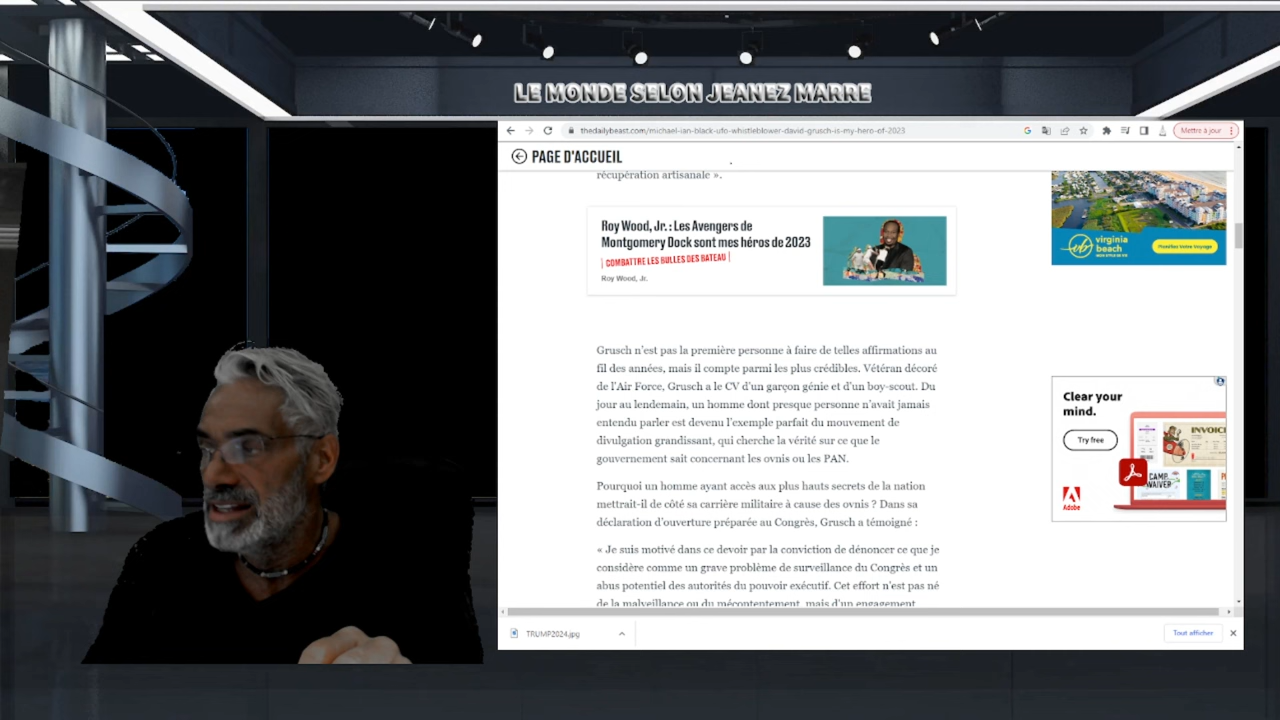 LE MONDE SELON JEANEZ MARRE
thedailybeast.com/michael-ian-black-ufo-whistleblower-david-grusch-is-my-hero-of-2023
Mettre à jour
PAGE D'ACCUEIL
récupération artisanale ».
Roy Wood, Jr. : Les Avengers de
Montgomery Dock sont mes héros de 2023
COMBATTRE LES BULLES DES BATEAU
Roy Wood, Jr.
virginia
beach
Planifiez Votre Voyage
Grusch n'est pas la première personne à faire de telles affirmations au
fil des années, mais il compte parmi les plus crédibles. Vétéran décoré
de l'Air Force, Grusch a le CV d'un garçon génie et d'un boy-scout. Du
jour au lendemain, un homme dont presque personne n'avait jamais
entendu parler est devenu l'exemple parfait du mouvement de
divulgation grandissant, qui cherche la vérité sur ce que le
gouvernement sait concernant les ovnis ou les PAN.
Pourquoi un homme ayant accès aux plus hauts secrets de la nation
mettrait-il de côté sa carrière militaire à cause des ovnis ? Dans sa
déclaration d'ouverture préparée au Congrès, Grusch a témoigné :
« Je suis motivé dans ce devoir par la conviction de dénoncer ce que je
considère comme un grave problème de surveillance du Congrès et un
abus potentiel des autorités du pouvoir exécutif. Cet effort n'est pas né
de la malveillance ou du mécontentement, mais d'un engagement
Clear your
mind.
Try free
INVOIC
CAMP
WAIVER
Adobe
TRUMP2024.jpg
Tout afficher